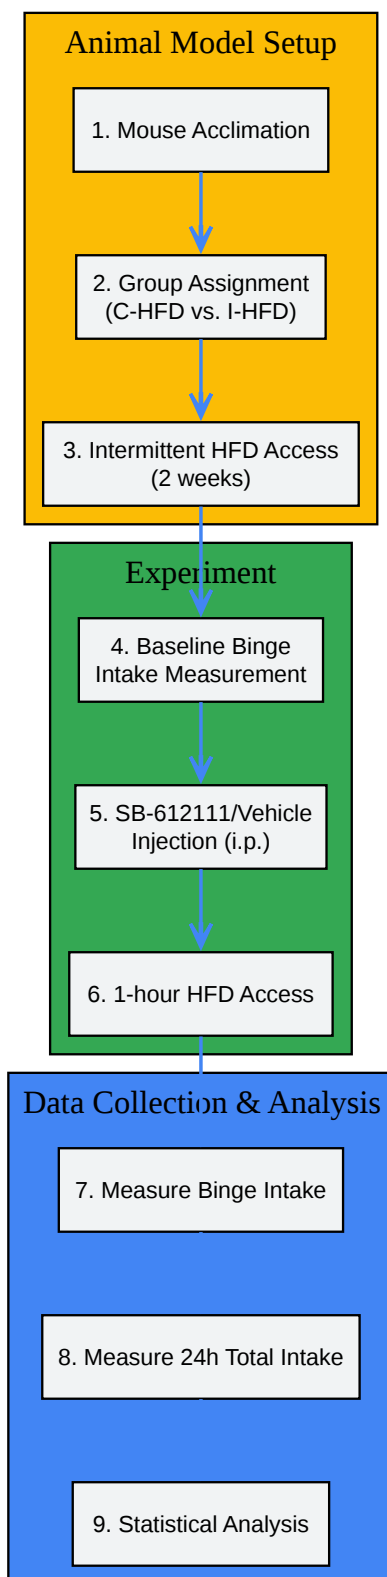 Animal Model Setup
1. Mouse Acclimation
2. Group Assignment
(C-HFD vs. I-HFD)
3. Intermittent HFD Access
(2 weeks)
Experiment
4. Baseline Binge
Intake Measurement
5. SB-612111/Vehicle
Injection (i.p.)
6. 1-hour HFD Access
Data Collection & Analysis
7. Measure Binge Intake
8. Measure 24h Total Intake
9. Statistical Analysis